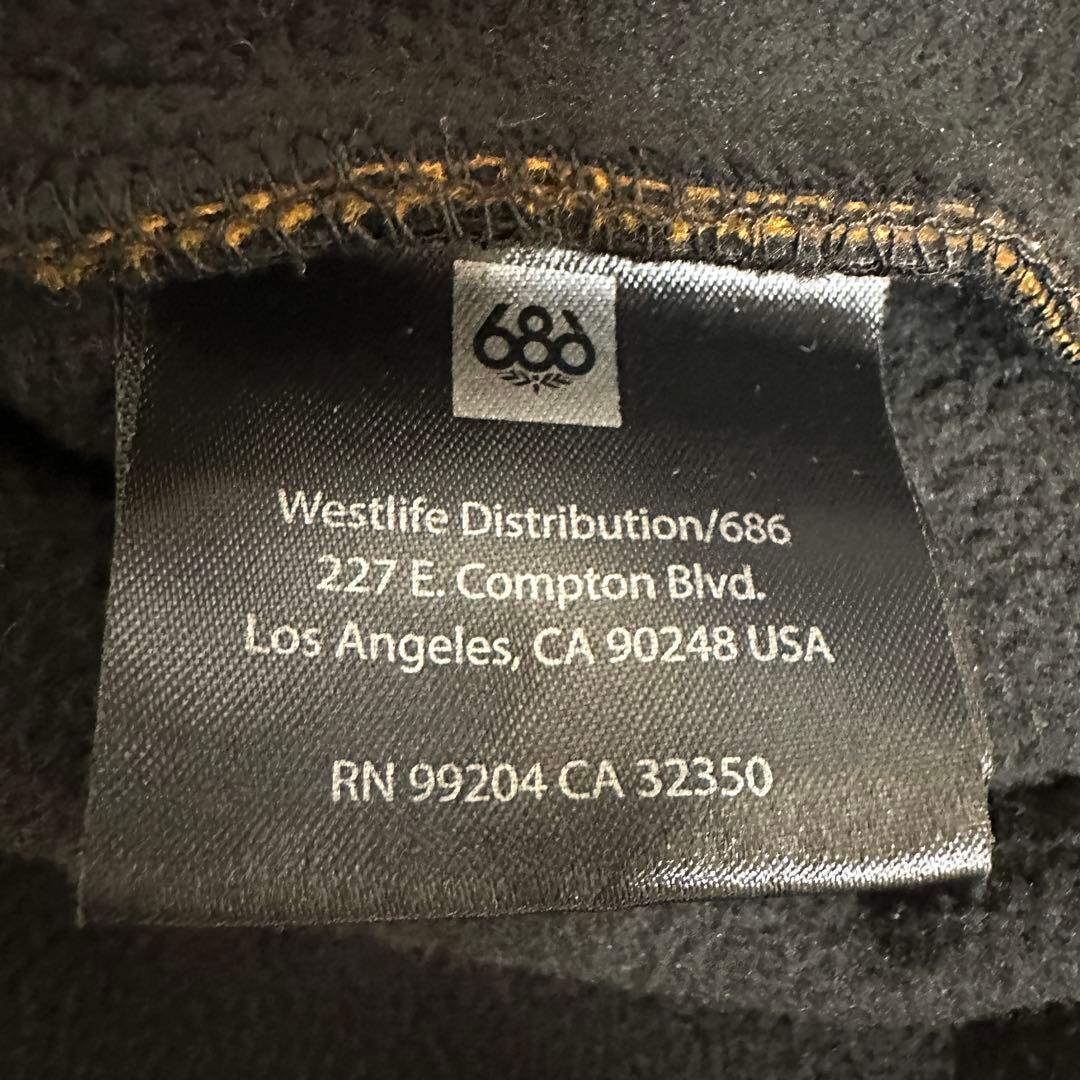 686
Westlife Distribution/686
227 E. Compton Blvd.
Los Angeles, CA 90248 USA
RN 99204 CA 32350